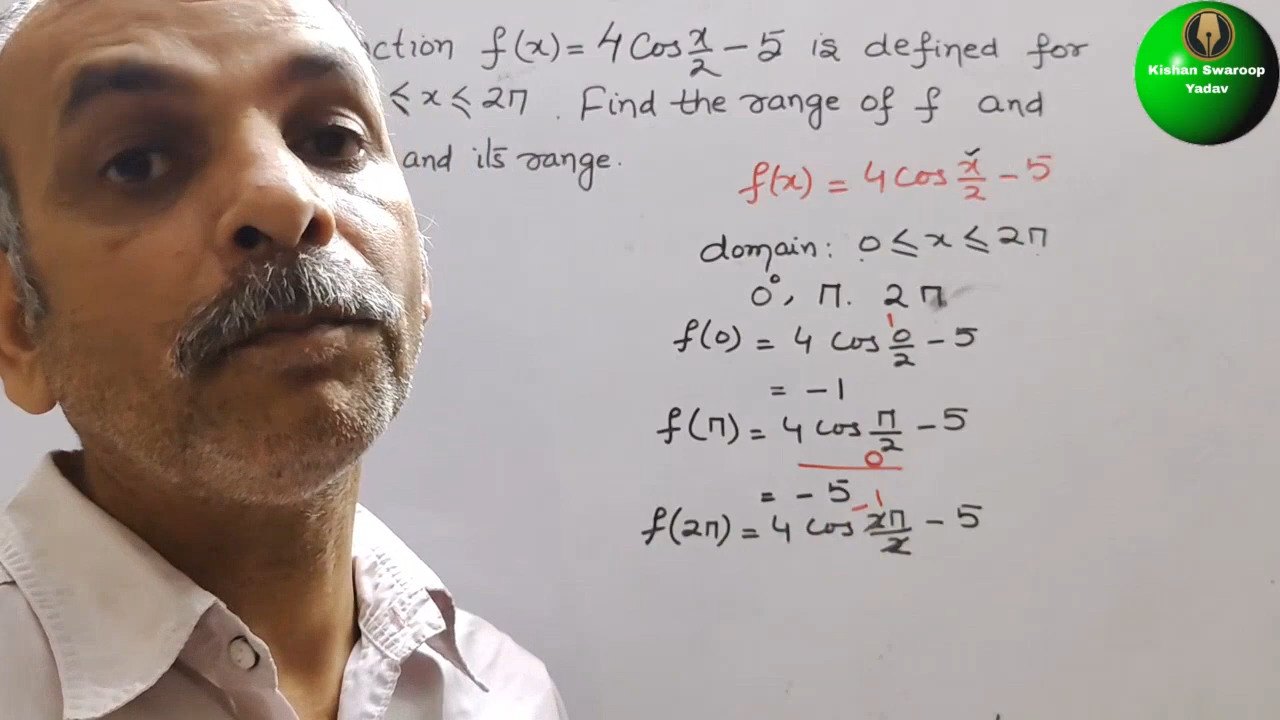 ction f(x) = 4 Cos x/2 - 5 is defined for
≤ x ≤ 2π . Find the range of f and
and its range.
Kishan Swaroop
Yadav
f(x) = 4 cos x/2 - 5
domain: 0 ≤ x ≤ 2π
0°, π. 2π
f(0) = 4 cos 0/2 - 5
1
= -1
f(π) = 4 cos π/2 - 5
0
= -5
f(2π) = 4 cos 2π/2 - 5
-1